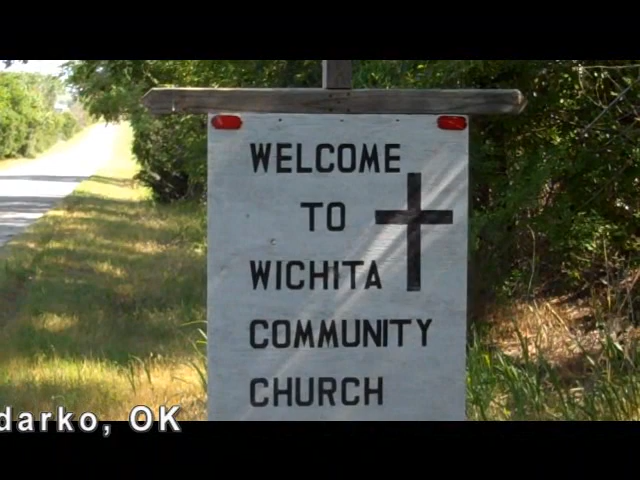 WELCOME
TO
WICHITA
COMMUNITY
CHURCH
darko, OK